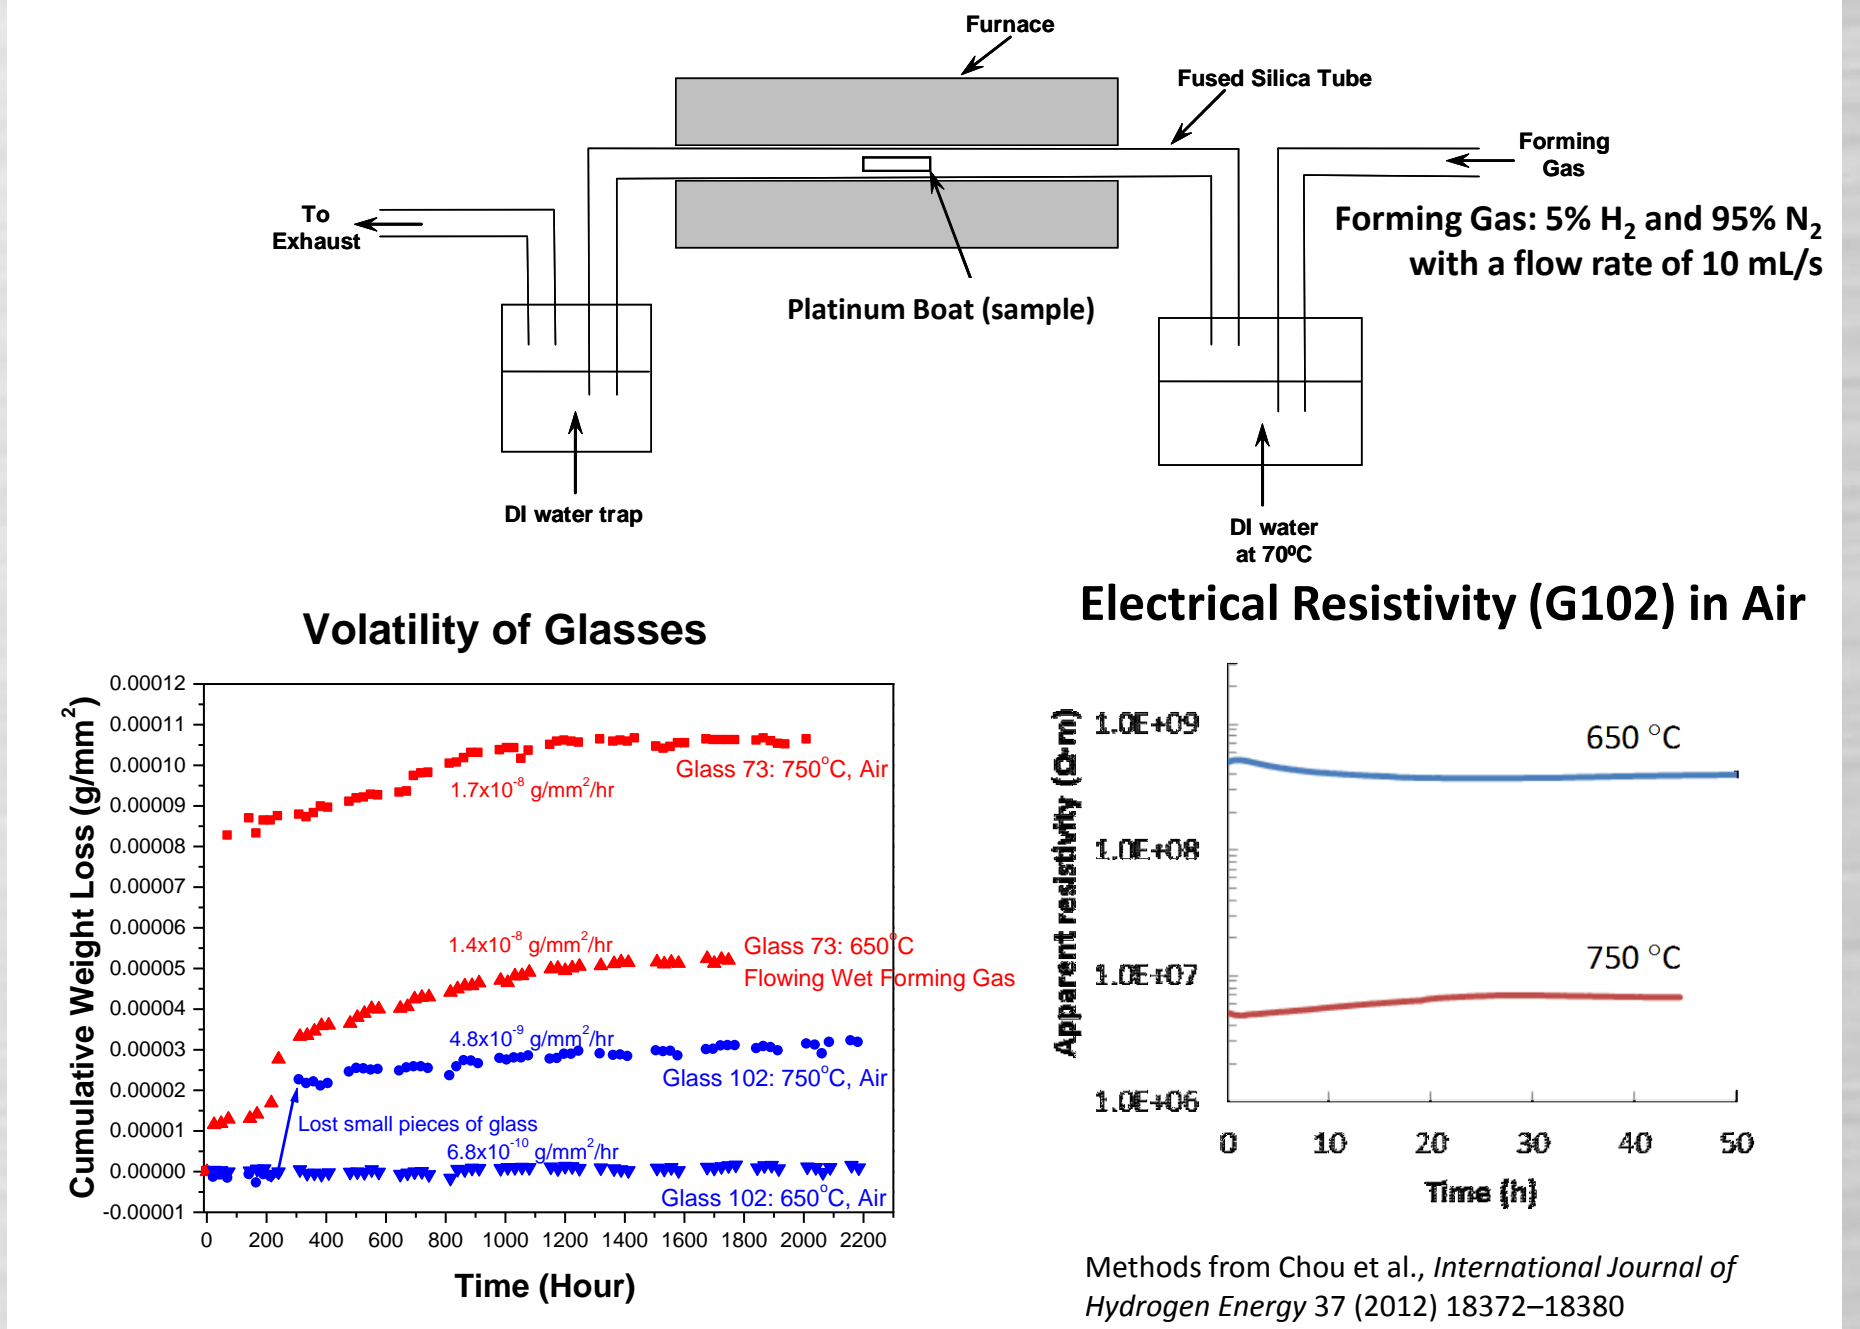 Furnace
Fused Silica Tube
Forming
Gas
To
Exhaust
Forming Gas: 5% H₂ and 95% N₂
with a flow rate of 10 mL/s
Platinum Boat (sample)
DI water trap
DI water
at 70⁰C
Volatility of Glasses
Cumulative Weight Loss (g/mm²)
0.00012
0.00011
0.00010
0.00009
0.00008
0.00007
0.00006
0.00005
0.00004
0.00003
0.00002
0.00001
0.00000
-0.00001
Glass 73: 750°C, Air
1.7x10⁻⁸ g/mm²/hr
1.4x10⁻⁸ g/mm²/hr
Glass 73: 650°C
Flowing Wet Forming Gas
4.8x10⁻⁹ g/mm²/hr
Glass 102: 750°C, Air
Lost small pieces of glass
6.8x10⁻¹⁰ g/mm²/hr
Glass 102: 650°C, Air
0 200 400 600 800 1000 1200 1400 1600 1800 2000 2200
Time (Hour)
Electrical Resistivity (G102) in Air
Apparent resistivity (Ω·m)
1.0E+09
1.0E+08
1.0E+07
1.0E+06
650 °C
750 °C
0 10 20 30 40 50
Time (h)
Methods from Chou et al., International Journal of
Hydrogen Energy 37 (2012) 18372–18380